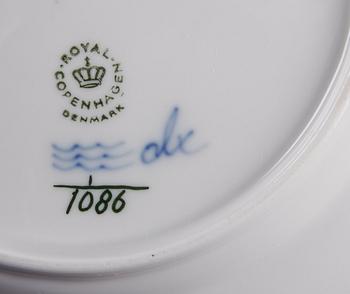 ROYAL
COPENHAGEN
DENMARK
dx
1
1086